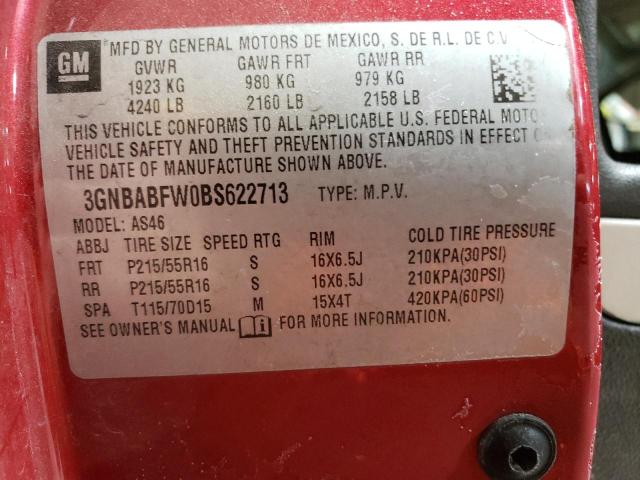 GM
MFD BY GENERAL MOTORS DE MEXICO, S. DE R.L. DE C.V
GVWR GAWR FRT GAWR RR
1923 KG 980 KG 979 KG
4240 LB 2160 LB 2158 LB
THIS VEHICLE CONFORMS TO ALL APPLICABLE U.S. FEDERAL MOTO
VEHICLE SAFETY AND THEFT PREVENTION STANDARDS IN EFFECT
THE DATE OF MANUFACTURE SHOWN ABOVE.
3GNBABFW0BS622713 TYPE: M.P.V.
MODEL: AS46
ABBJ TIRE SIZE SPEED RTG RIM COLD TIRE PRESSURE
FRT P215/55R16 S 16X6.5J 210KPA(30PSI)
RR P215/55R16 S 16X6.5J 210KPA(30PSI)
SPA T115/70D15 M 15X4T 420KPA(60PSI)
SEE OWNER'S MANUAL FOR MORE INFORMATION.